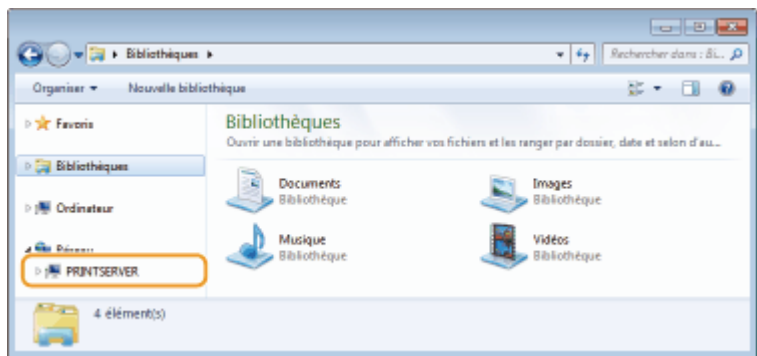 Bibliothèques
Rechercher dans : Bi...
Organiser
Nouvelle bibliothèque
Favoris
Bibliothèques
Ordinateur
Réseau
PRINTSERVER
Bibliothèques
Ouvrir une bibliothèque pour afficher vos fichiers et les ranger par dossier, date et selon d'au...
Documents
Bibliothèque
Images
Bibliothèque
Musique
Bibliothèque
Vidéos
Bibliothèque
4 élément(s)